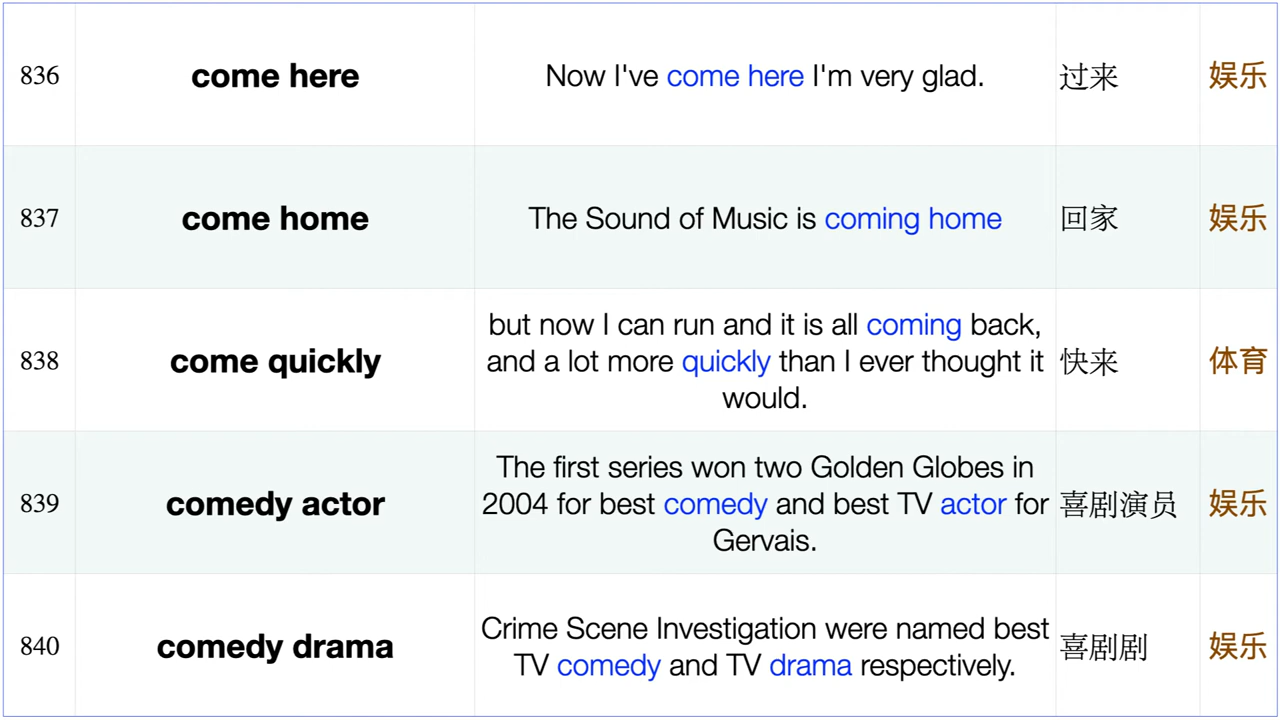 836 come here Now I've come here I'm very glad. 过来 娱乐
837 come home The Sound of Music is coming home 回家 娱乐
but now I can run and it is all coming back,
838 come quickly and a lot more quickly than I ever thought it 快来 体育
would.
The first series won two Golden Globes in
839 comedy actor 2004 for best comedy and best TV actor for 喜剧演员 娱乐
Gervais.
Crime Scene Investigation were named best
840 comedy drama TV comedy and TV drama respectively. 喜剧剧 娱乐